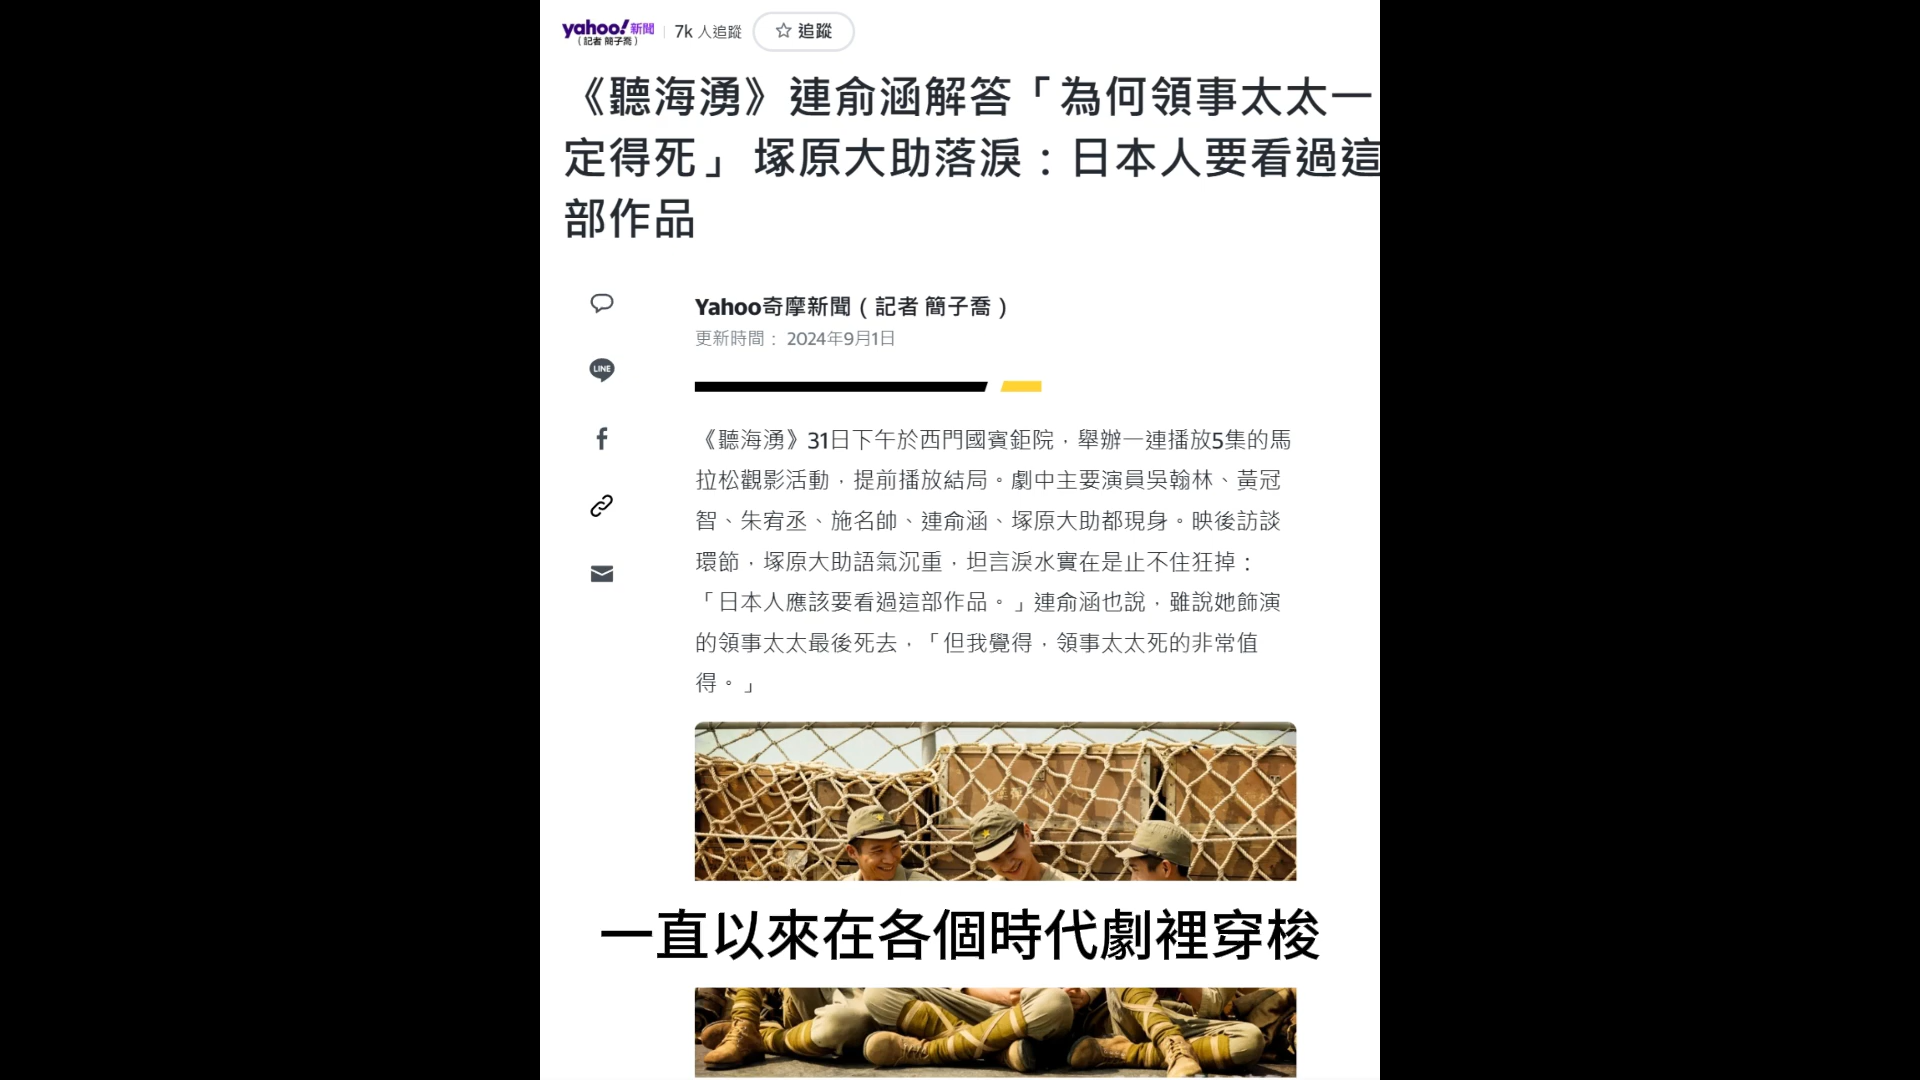 yahoo!新聞
(記者 簡子喬)
7k 人追蹤
☆ 追蹤
《聽海湧》連俞涵解答「為何領事太太一
定得死」 塚原大助落淚：日本人要看過這
部作品
Yahoo奇摩新聞(記者 簡子喬)
更新時間： 2024年9月1日
LINE
《聽海湧》31日下午於西門國賓鉅院，舉辦一連播放5集的馬
拉松觀影活動，提前播放結局。劇中主要演員吳翰林、黃冠
智、朱宥丞、施名帥、連俞涵、塚原大助都現身。映後訪談
環節，塚原大助語氣沉重，坦言淚水實在是止不住狂掉：
「日本人應該要看過這部作品。」連俞涵也說，雖說她飾演
的領事太太最後死去，「但我覺得，領事太太死的非常值
得。」
一直以來在各個時代劇裡穿梭